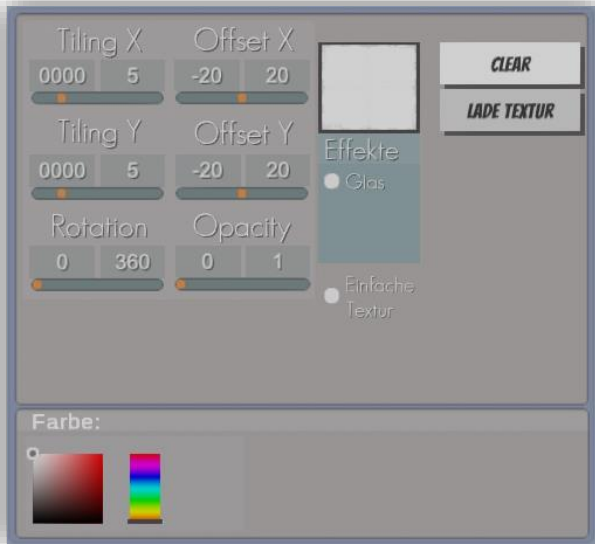 Tiling X
Offset X
0000 5
-20 20
Tiling Y
Offset Y
0000 5
-20 20
Rotation
Opacity
0 360
0 1
Effekte
Glas
Einfache
Textur
CLEAR
LADE TEXTUR
Farbe: